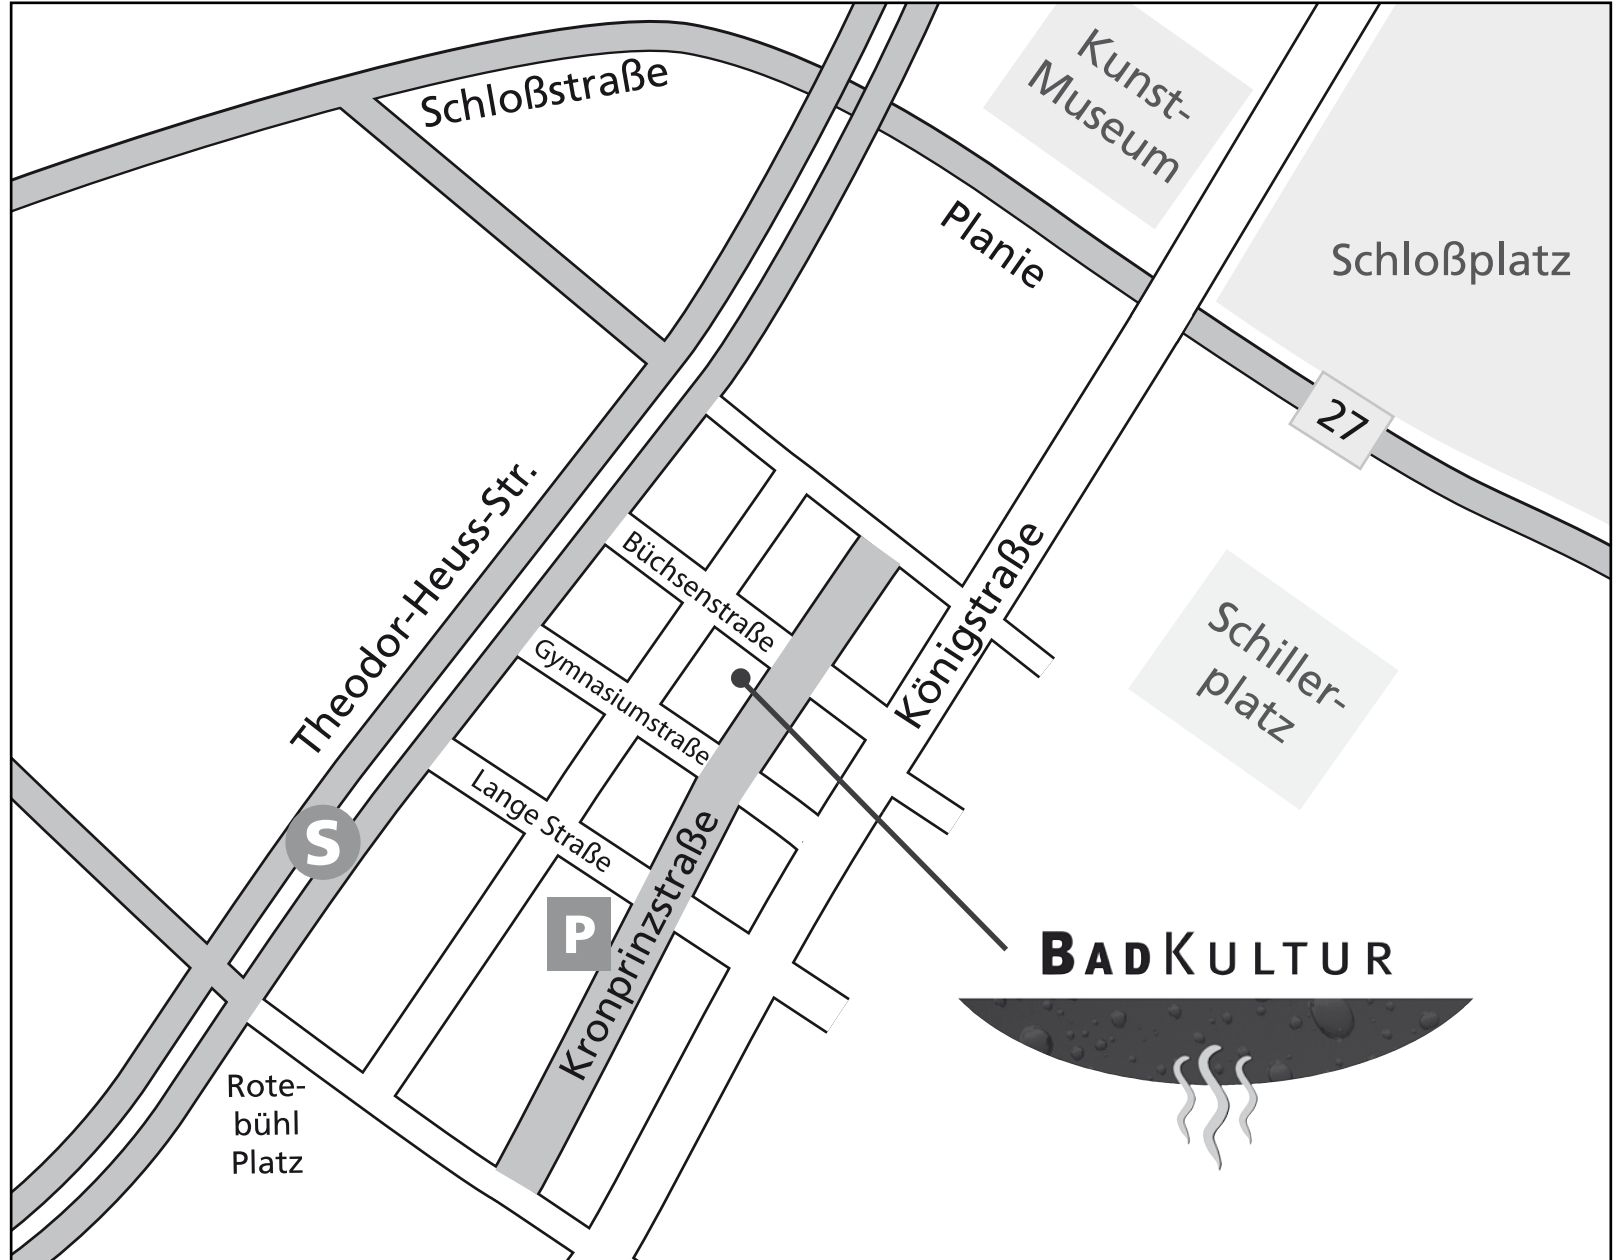 Schloßstraße
Kunst-
Museum
Planie
Schloßplatz
27
Theodor-Heuss-Str.
Büchsenstraße
Königstraße
Schiller-
platz
Gymnasiumstraße
Lange Straße
S
Kronprinzstraße
P
BADKULTUR
Rote-
bühl
Platz